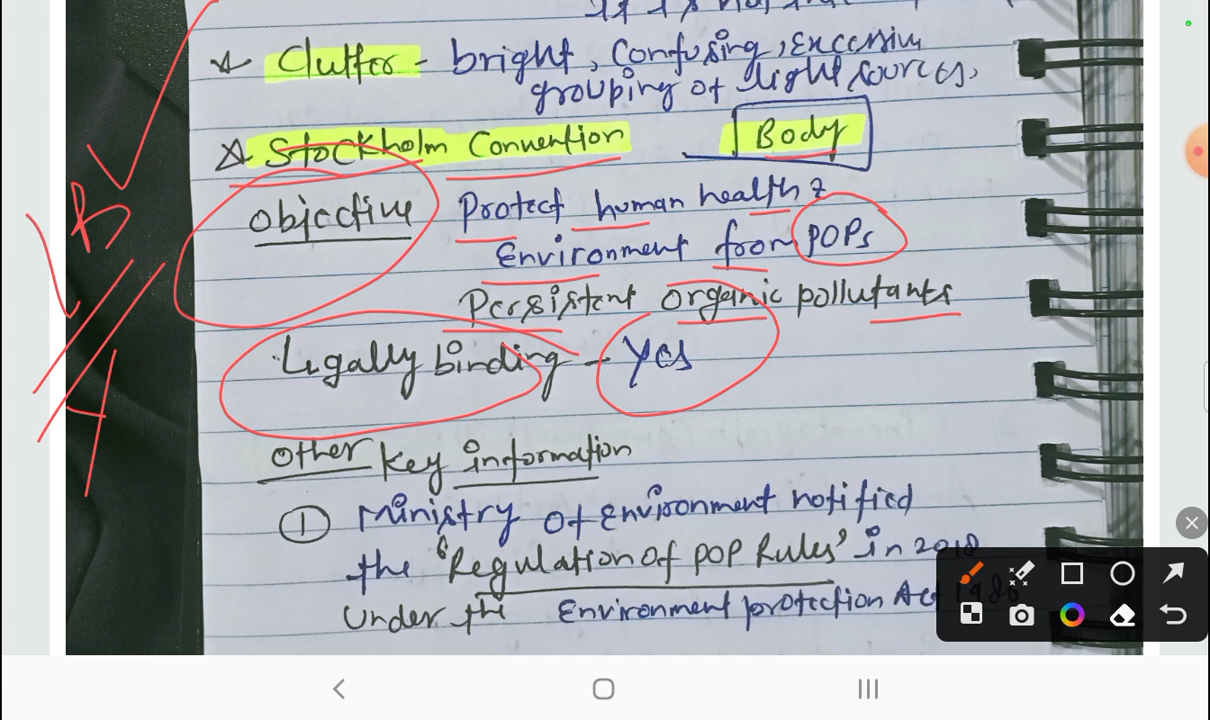 Clutter - bright, Confusing, Excessive
grouping of light sources,
Stockholm Convention Body
Objective Protect human health &
Environment from POPs
Persistent organic pollutants
Legally binding - Yes
Other Key information
① Ministry of Environment notified
the 'Regulation of POP Rules' in 2018
Under the Environment protection Act